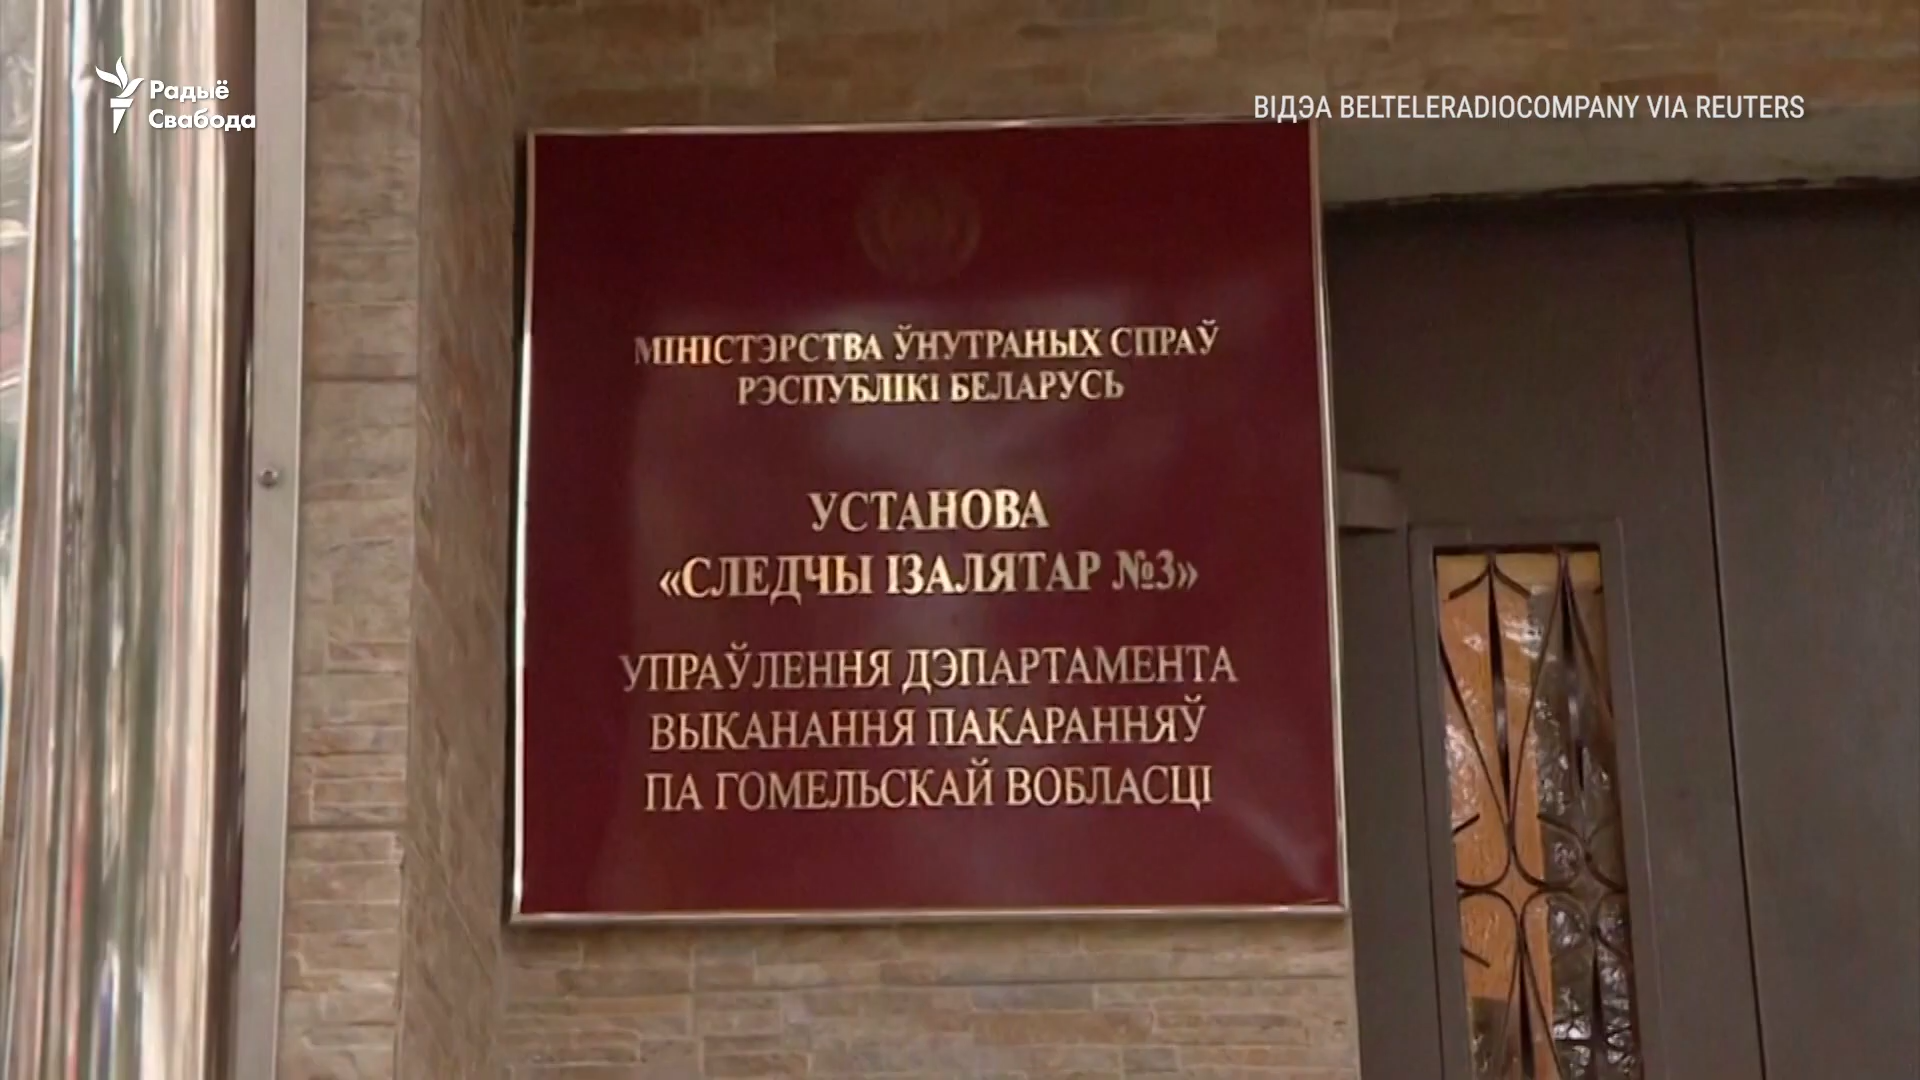 Радыё
Свабода
ВІДЭА BELTELERADIOCOMPANY VIA REUTERS
МІНІСТЭРСТВА ЎНУТРАНЫХ СПРАЎ
РЭСПУБЛІКІ БЕЛАРУСЬ
УСТАНОВА
«СЛЕДЧЫ ІЗАЛЯТАР №3»
УПРАЎЛЕННЯ ДЭПАРТАМЕНТА
ВЫКАНАННЯ ПАКАРАННЯЎ
ПА ГОМЕЛЬСКАЙ ВОБЛАСЦІ